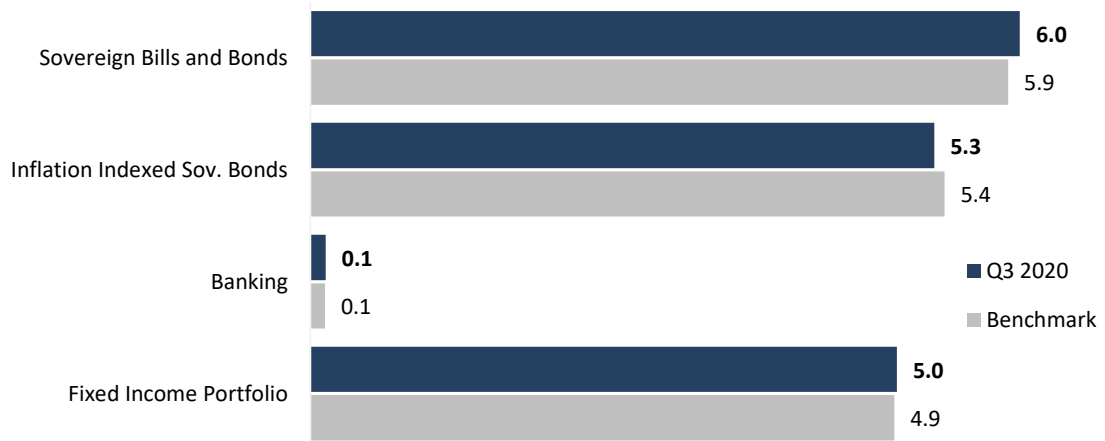 Sovereign Bills and Bonds
6.0
5.9
Inflation Indexed Sov. Bonds
5.3
5.4
Banking
0.1
0.1
Fixed Income Portfolio
5.0
4.9
Q3 2020
Benchmark